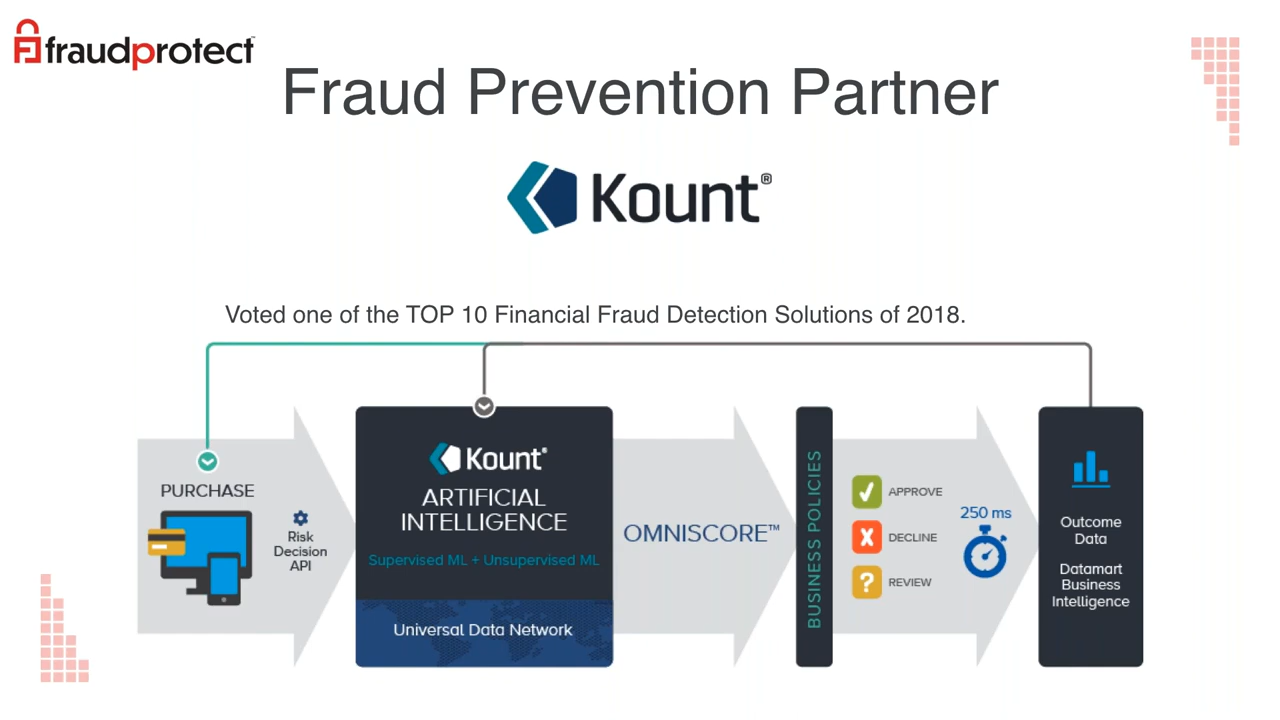 fraudprotect™
Fraud Prevention Partner
Kount®
Voted one of the TOP 10 Financial Fraud Detection Solutions of 2018.
PURCHASE
Risk
Decision
API
Kount®
ARTIFICIAL
INTELLIGENCE
Supervised ML + Unsupervised ML
Universal Data Network
OMNISCORE™
BUSINESS POLICIES
APPROVE
DECLINE
? REVIEW
250 ms
Outcome
Data
Datamart
Business
Intelligence